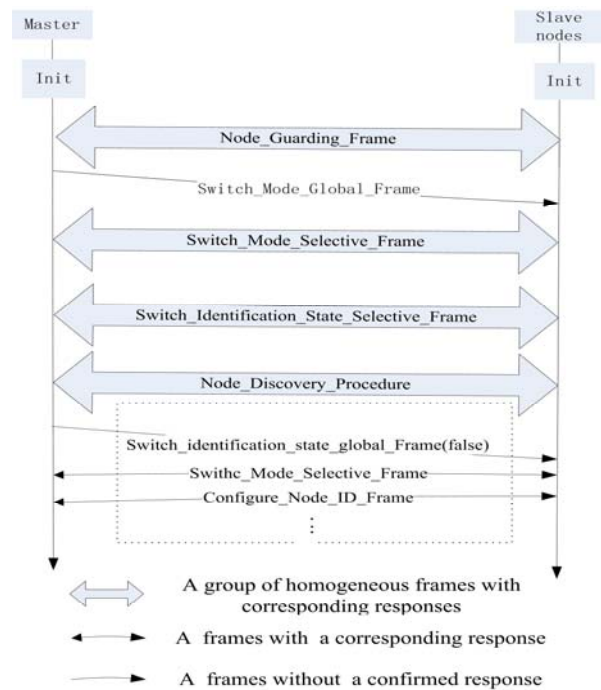 Master
Slave
nodes
Init
Init
Node_Guarding_Frame
Switch_Mode_Global_Frame
Switch_Mode_Selective_Frame
Switch_Identification_State_Selective_Frame
Node_Discovery_Procedure
Switch_identification_state_global_Frame(false)
Swithc_Mode_Selective_Frame
Configure_Node_ID_Frame
⋮
A group of homogeneous frames with
corresponding responses
A frames with a corresponding response
A frames without a confirmed response